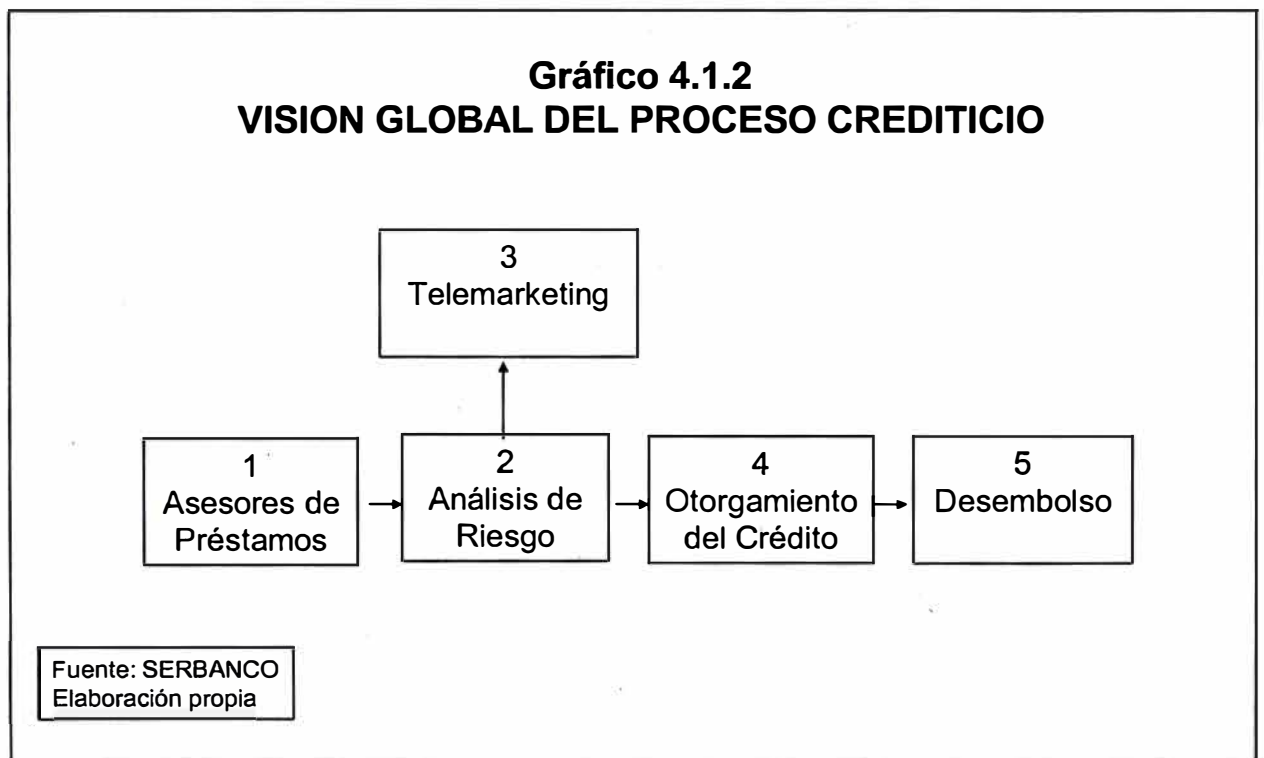 Gráfico 4.1.2
VISION GLOBAL DEL PROCESO CREDITICIO
3
Telemarketing
1
Asesores de
Préstamos
2
Análisis de
Riesgo
4
Otorgamiento
del Crédito
5
Desembolso
Fuente: SERBANCO
Elaboración propia